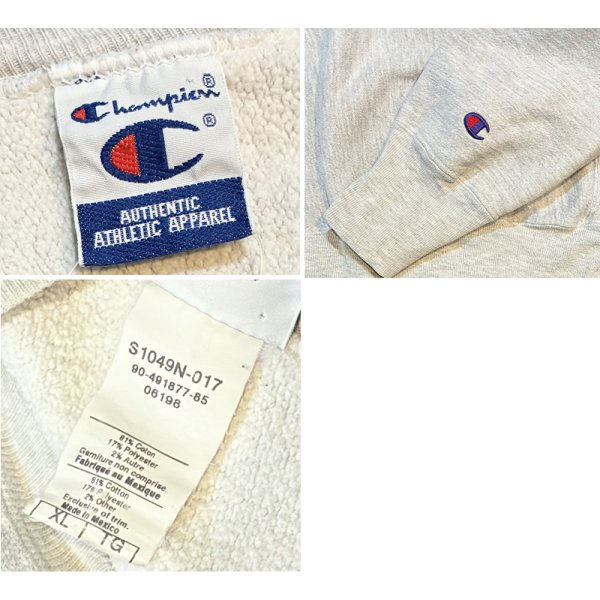 Champion®
®
AUTHENTIC
ATHLETIC APPAREL
S1049N-017
90-491877-85
06198
81% Coton
17% Polyester
2% Autre
Garniture non comprise
Fabriqué au Mexique
81% Cotton
17% Polyester
2% Other
Exclusive of trim.
Made in Mexico
XL TG